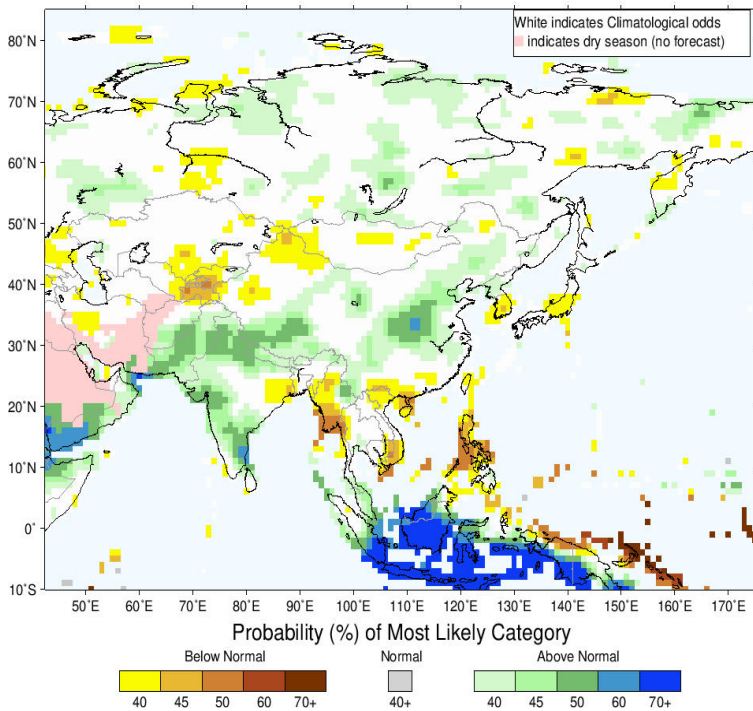 White indicates Climatological odds
indicates dry season (no forecast)
80˚N
70˚N
60˚N
50˚N
40˚N
30˚N
20˚N
10˚N
0˚
10˚S
50˚E 60˚E 70˚E 80˚E 90˚E 100˚E 110˚E 120˚E 130˚E 140˚E 150˚E 160˚E 170˚E
Probability (%) of Most Likely Category
Below Normal Normal Above Normal
40 45 50 60 70+ 40+ 40 45 50 60 70+